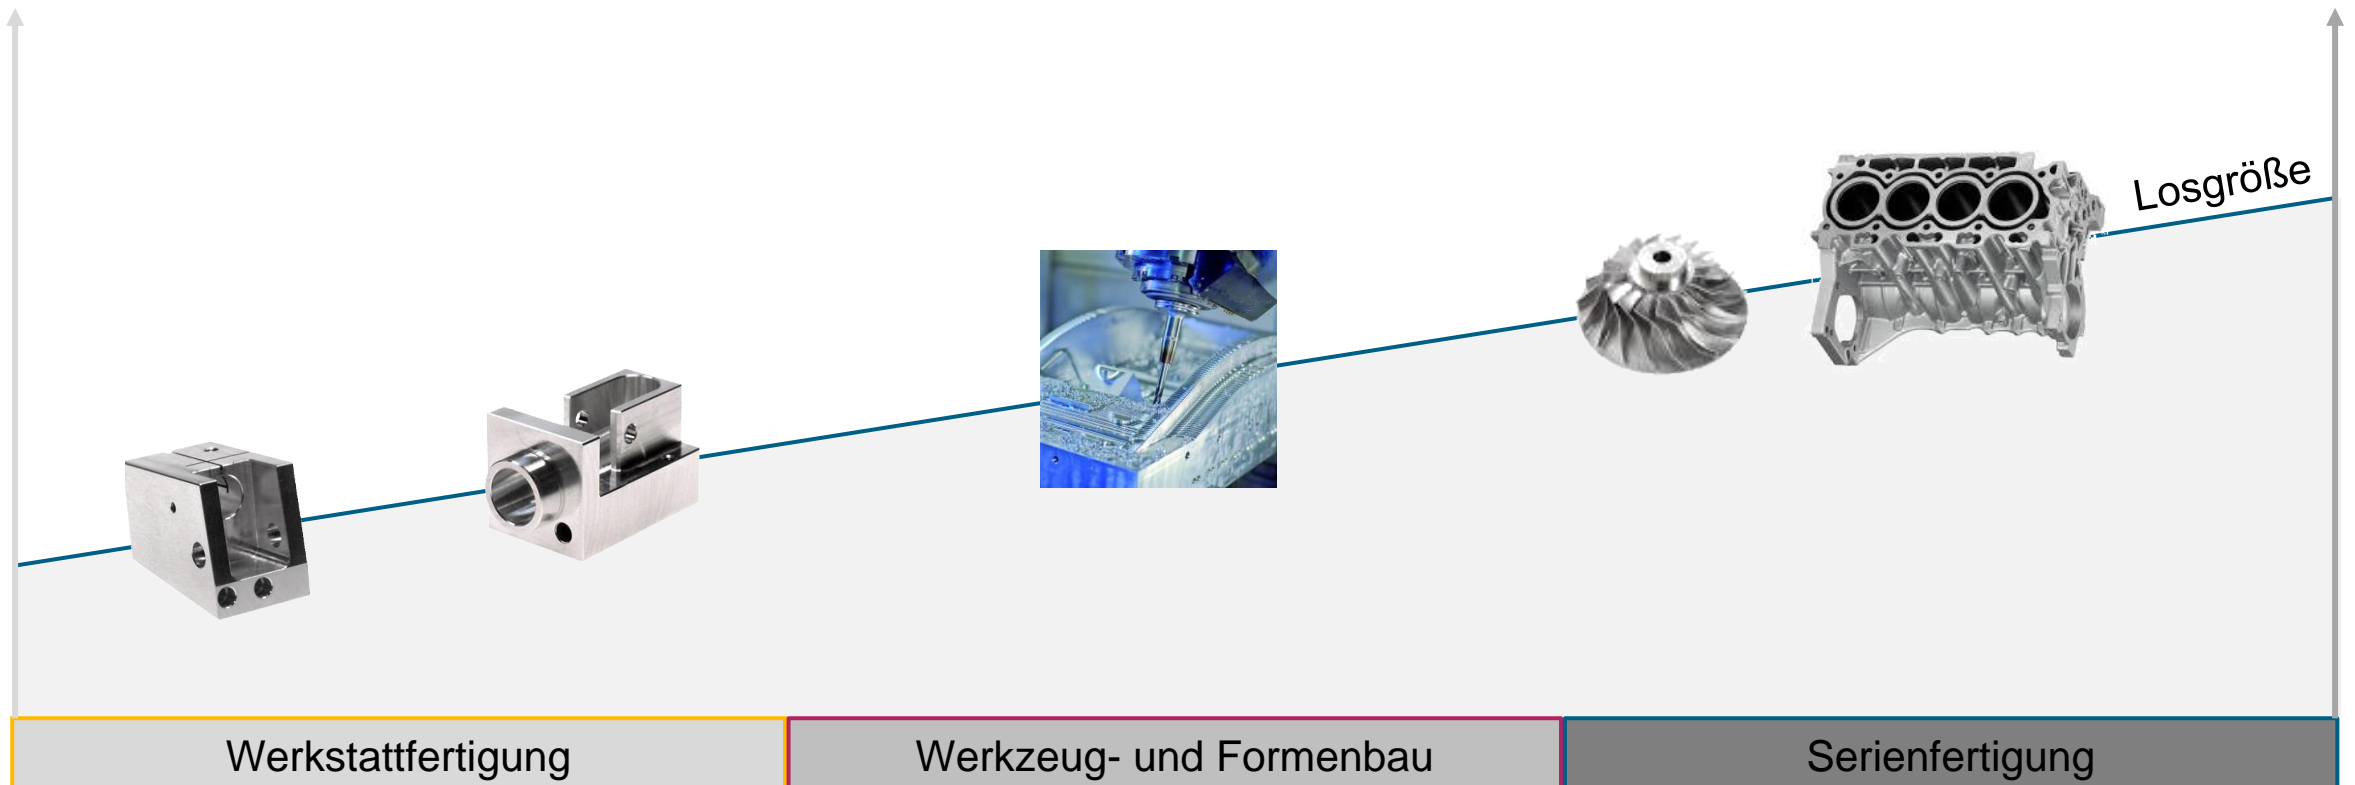 Losgröße
Werkstattfertigung
Werkzeug- und Formenbau
Serienfertigung